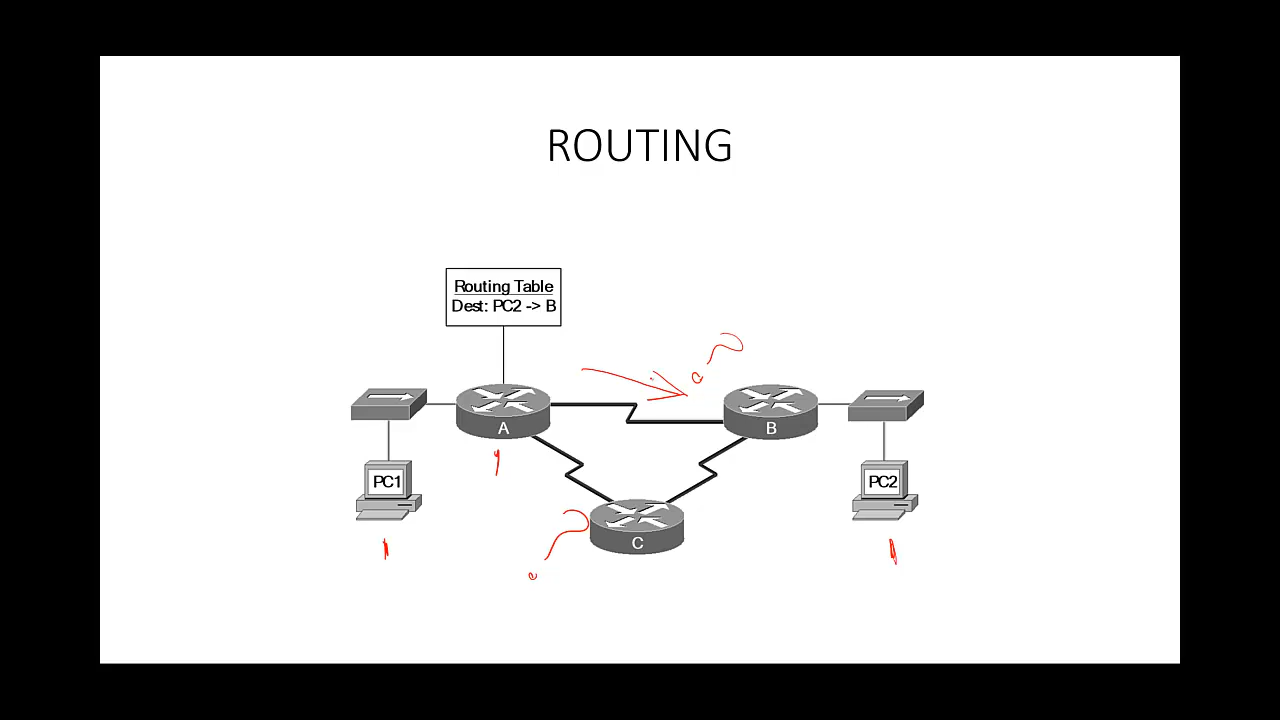 ROUTING
Routing Table
Dest: PC2 -> B
A
B
PC1
PC2
C